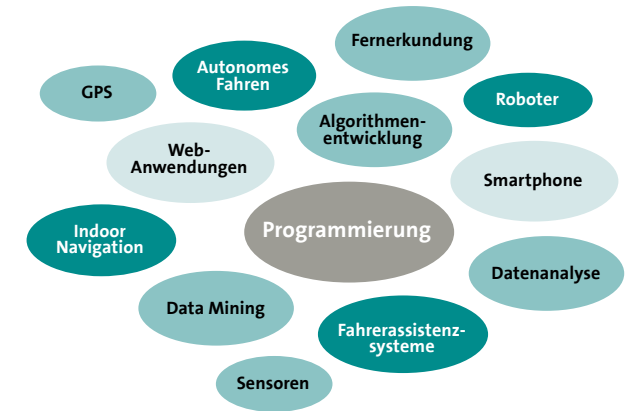 Fernerkundung
Autonomes
Fahren
GPS
Roboter
Algorithmen-
entwicklung
Web-
Anwendungen
Smartphone
Programmierung
Indoor
Navigation
Datenanalyse
Data Mining
Fahrerassistenz-
systeme
Sensoren